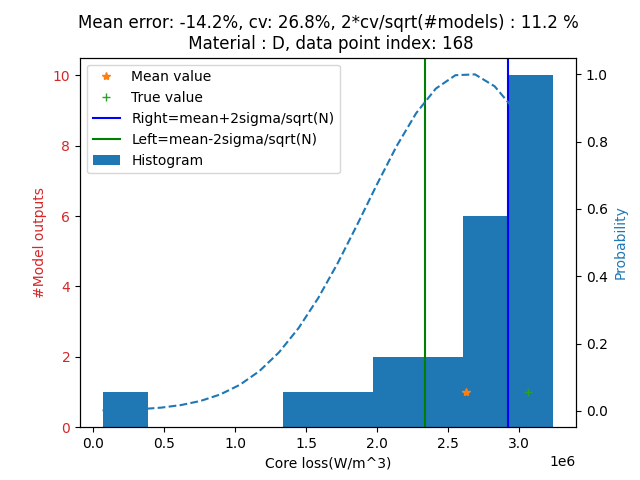 Mean error: -14.2%, cv: 26.8%, 2*cv/sqrt(#models) : 11.2 %
Material : D, data point index: 168
Mean value
True value
Right=mean+2sigma/sqrt(N)
Left=mean-2sigma/sqrt(N)
Histogram
10
8
6
4
2
0
#Model outputs
1.0
0.8
0.6
0.4
0.2
0.0
Probability
0.0 0.5 1.0 1.5 2.0 2.5 3.0
1e6
Core loss(W/m^3)